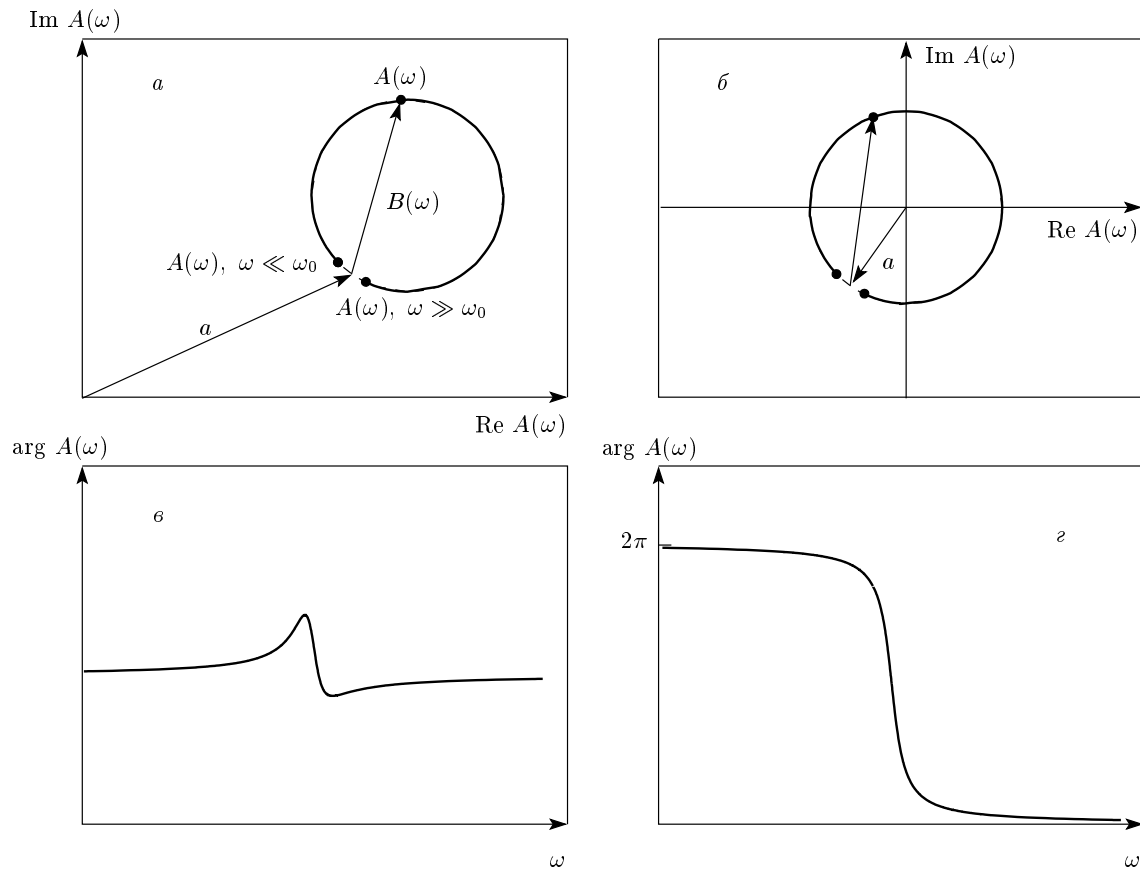 Im A(ω)
а
A(ω)
B(ω)
A(ω), ω ≪ ω₀
A(ω), ω ≫ ω₀
a
Re A(ω)
Im A(ω)
б
Re A(ω)
a
arg A(ω)
в
ω
arg A(ω)
2π
г
ω